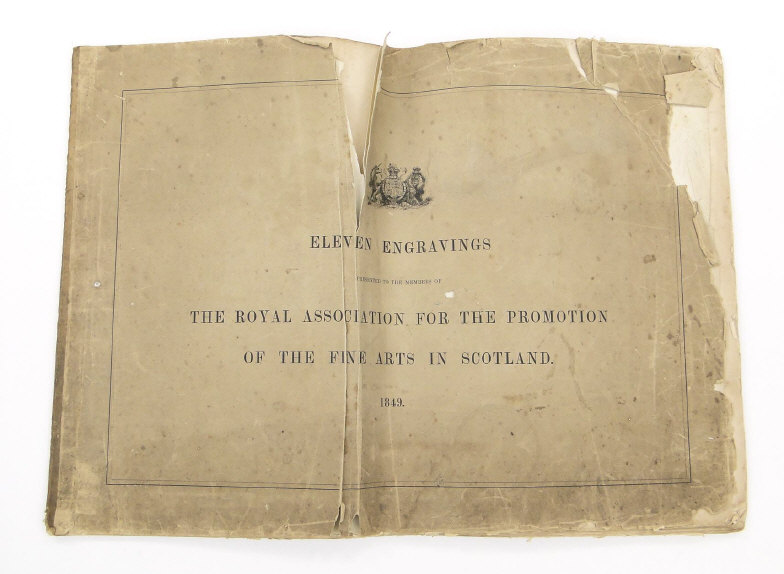 ELEVEN ENGRAVINGS
PRESENTED TO THE MEMBERS OF
THE ROYAL ASSOCIATION FOR THE PROMOTION
OF THE FINE ARTS IN SCOTLAND.
1849.